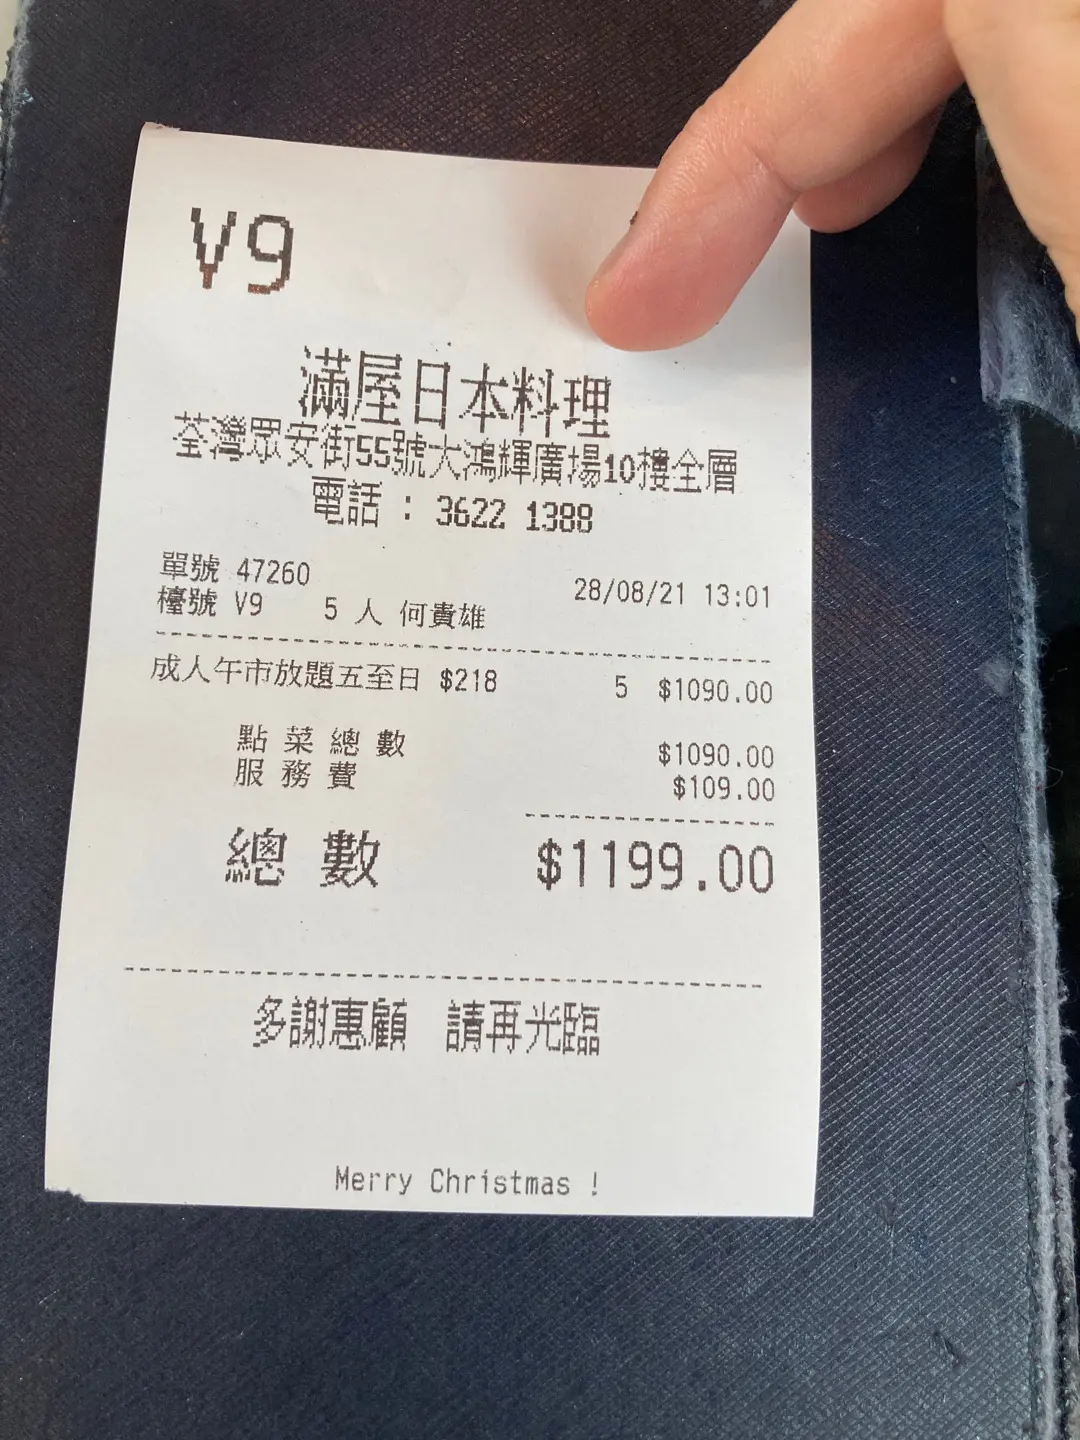 V9
滿屋日本料理
荃灣眾安街55號大鴻輝廣場10樓全層
電話 : 3622 1388
單號 47260 28/08/21 13:01
檯號 V9 5 人 何貴雄
成人午市放題五至日 $218 5 $1090.00
點菜總數 $1090.00
服務費 $109.00
總數 $1199.00
多謝惠顧 請再光臨
Merry Christmas !